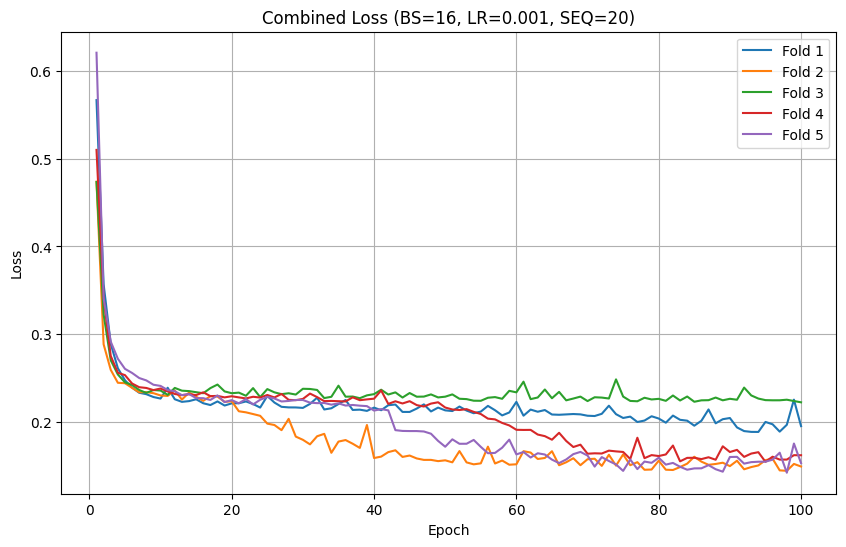 Combined Loss (BS=16, LR=0.001, SEQ=20)
Fold 1
Fold 2
Fold 3
Fold 4
Fold 5
Loss
0.6
0.5
0.4
0.3
0.2
0
20
40
60
80
100
Epoch